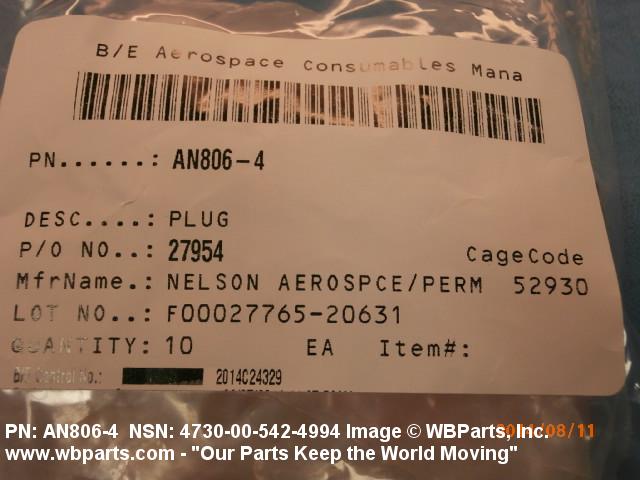 B/E Aerospace Consumables Mana
PN......: AN806-4
DESC....: PLUG
P/O NO..: 27954 CageCode
MfrName.: NELSON AEROSPCE/PERM 52930
LOT NO..: F00027765-20631
QUANTITY: 10 EA Item#:
B/E Control No.: 2014C24329
PN: AN806-4 NSN: 4730-00-542-4994 Image © WBParts, Inc.
www.wbparts.com - "Our Parts Keep the World Moving"